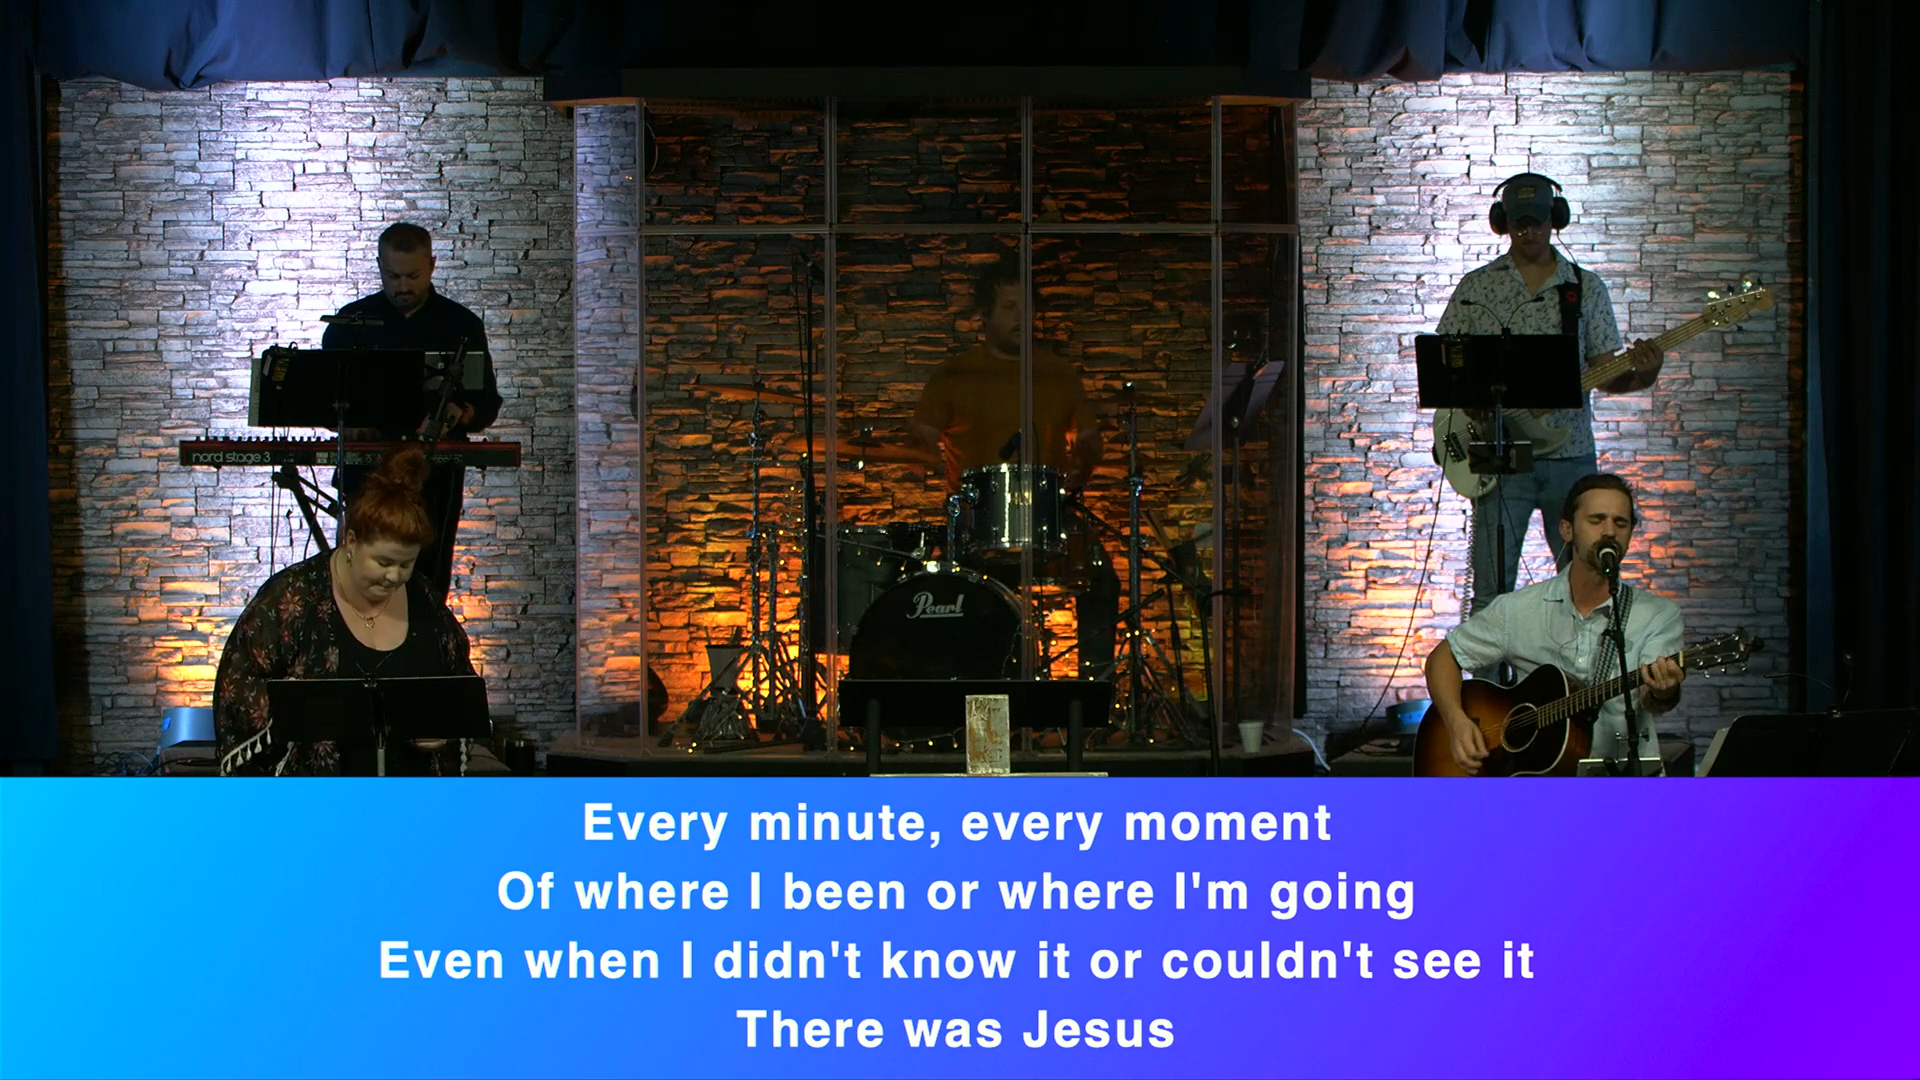 nord stage 3
Pearl
Every minute, every moment
Of where I been or where I'm going
Even when I didn't know it or couldn't see it
There was Jesus